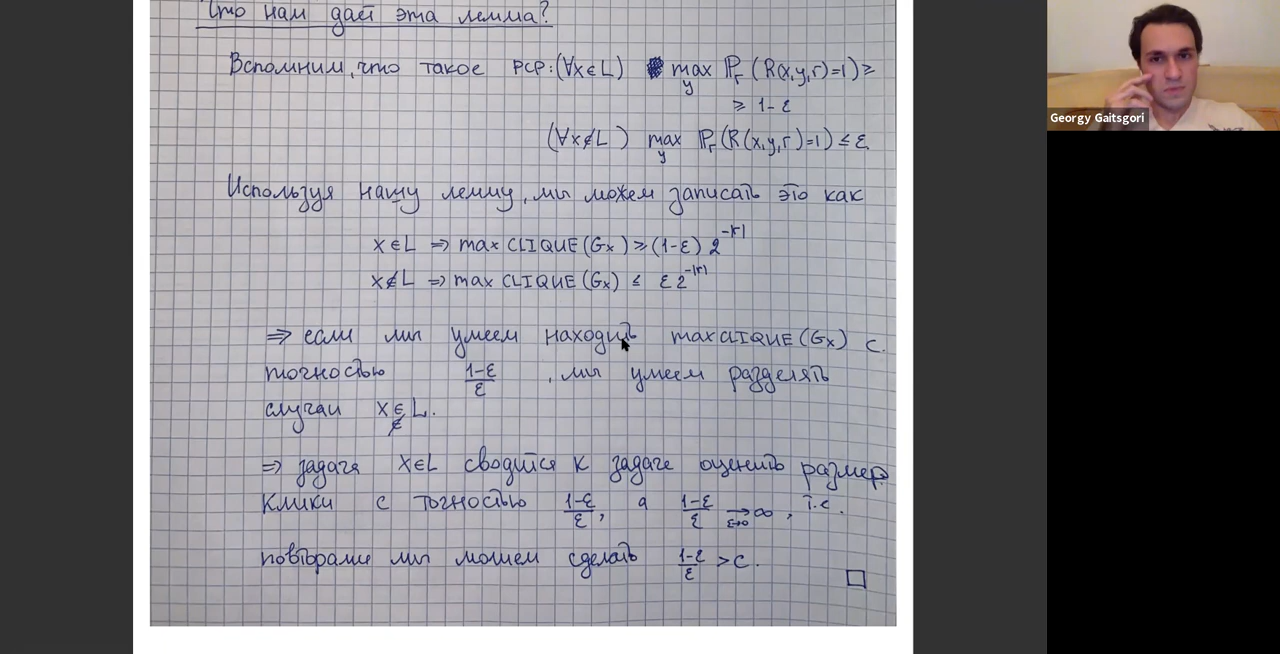 Что нам даёт эта лемма?
Вспомним, что такое PCP: (∀x∈L) max_y P_r (R(x,y,r)=1) ≥
≥ 1-ε
(∀x∉L) max_y P_r (R(x,y,r)=1) ≤ ε
Используя нашу лемму, мы можем записать это как
x∈L ⇒ max CLIQUE(Gx) ≥ (1-ε) 2^{-|r|}
x∉L ⇒ max CLIQUE(Gx) ≤ ε 2^{-|r|}
⇒ если мы умеем находить max CLIQUE(Gx) с
точностью (1-ε)/ε , мы умеем разделять
случаи x∈L.
∉
⇒ задача x∈L сводится к задаче оценить размер
клики с точностью (1-ε)/ε, а (1-ε)/ε →_{ε→0} ∞, т.е.
повторами мы можем сделать (1-ε)/ε > c.
□
Georgy Gaitsgori